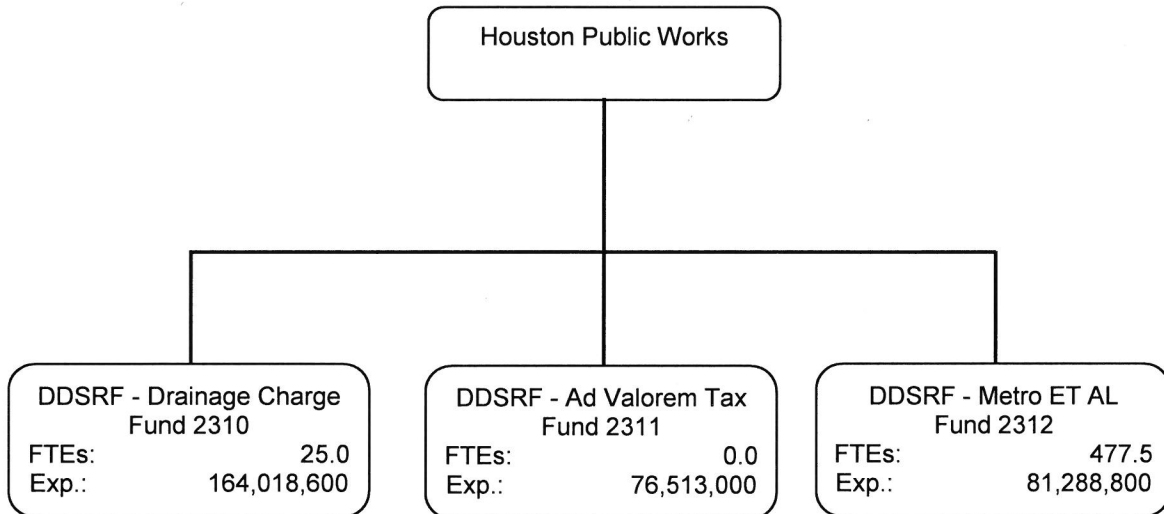 Houston Public Works
DDSRF - Drainage Charge
Fund 2310
FTEs: 25.0
Exp.: 164,018,600
DDSRF - Ad Valorem Tax
Fund 2311
FTEs: 0.0
Exp.: 76,513,000
DDSRF - Metro ET AL
Fund 2312
FTEs: 477.5
Exp.: 81,288,800